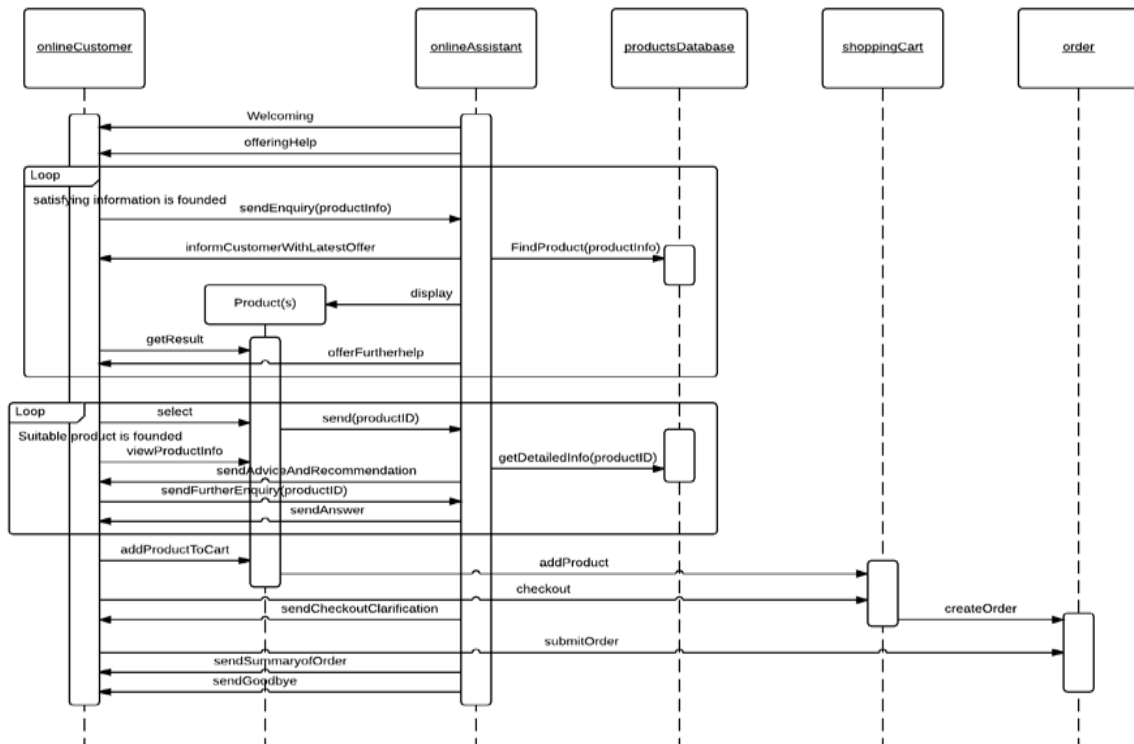 onlineCustomer
onlineAssistant
productsDatabase
shoppingCart
order
Welcoming
offeringHelp
Loop
satisfying information is founded
sendEnquiry(productInfo)
informCustomerWithLatestOffer
FindProduct(productInfo)
display
Product(s)
getResult
offerFurtherhelp
Loop
select
send(productID)
Suitable product is founded
viewProductInfo
getDetailedInfo(productID)
sendAdviceAndRecommendation
sendFurtherEnquiry(productID)
sendAnswer
addProductToCart
addProduct
checkout
sendCheckoutClarification
createOrder
submitOrder
sendSummaryofOrder
sendGoodbye